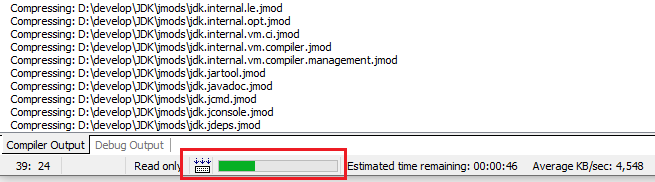 Compressing: D:\develop\JDK\jmods\jdk.internal.le.jmod
Compressing: D:\develop\JDK\jmods\jdk.internal.opt.jmod
Compressing: D:\develop\JDK\jmods\jdk.internal.vm.ci.jmod
Compressing: D:\develop\JDK\jmods\jdk.internal.vm.compiler.jmod
Compressing: D:\develop\JDK\jmods\jdk.internal.vm.compiler.management.jmod
Compressing: D:\develop\JDK\jmods\jdk.jartool.jmod
Compressing: D:\develop\JDK\jmods\jdk.javadoc.jmod
Compressing: D:\develop\JDK\jmods\jdk.jcmd.jmod
Compressing: D:\develop\JDK\jmods\jdk.jconsole.jmod
Compressing: D:\develop\JDK\jmods\jdk.jdeps.jmod
Compiler Output Debug Output
39: 24 Read only Estimated time remaining: 00:00:46 Average KB/sec: 4,548